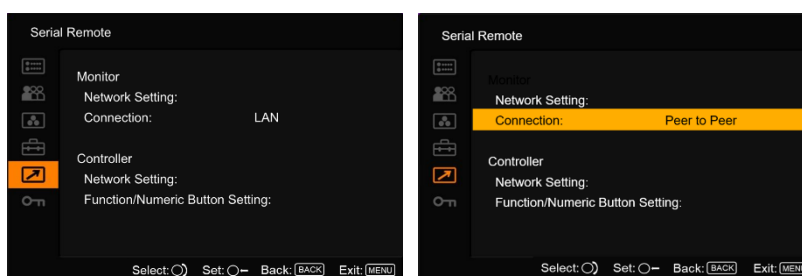 Serial Remote
Monitor
Network Setting:
Connection: LAN
Controller
Network Setting:
Function/Numeric Button Setting:
Select: Set: Back: BACK Exit: MENU
Serial Remote
Monitor
Network Setting:
Connection: Peer to Peer
Controller
Network Setting:
Function/Numeric Button Setting:
Select: Set: Back: BACK Exit: MENU